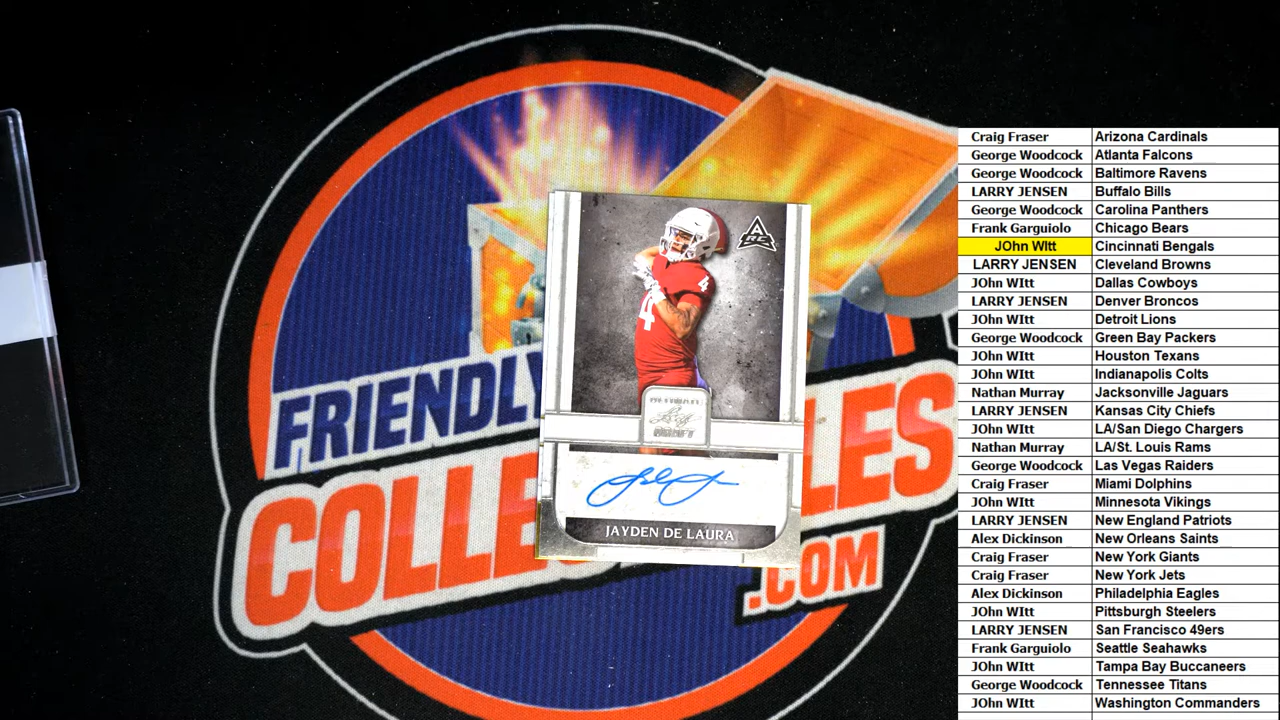 FRIENDLY
COLLE
LES
.COM
4
4
A
RC
Leaf
JAYDEN DE LAURA
Craig Fraser Arizona Cardinals
George Woodcock Atlanta Falcons
George Woodcock Baltimore Ravens
LARRY JENSEN Buffalo Bills
George Woodcock Carolina Panthers
Frank Garguiolo Chicago Bears
JOhn WItt Cincinnati Bengals
LARRY JENSEN Cleveland Browns
JOhn WItt Dallas Cowboys
LARRY JENSEN Denver Broncos
JOhn WItt Detroit Lions
George Woodcock Green Bay Packers
JOhn WItt Houston Texans
JOhn WItt Indianapolis Colts
Nathan Murray Jacksonville Jaguars
LARRY JENSEN Kansas City Chiefs
JOhn WItt LA/San Diego Chargers
Nathan Murray LA/St. Louis Rams
George Woodcock Las Vegas Raiders
Craig Fraser Miami Dolphins
JOhn WItt Minnesota Vikings
LARRY JENSEN New England Patriots
Alex Dickinson New Orleans Saints
Craig Fraser New York Giants
Craig Fraser New York Jets
Alex Dickinson Philadelphia Eagles
JOhn WItt Pittsburgh Steelers
LARRY JENSEN San Francisco 49ers
Frank Garguiolo Seattle Seahawks
JOhn WItt Tampa Bay Buccaneers
George Woodcock Tennessee Titans
JOhn WItt Washington Commanders